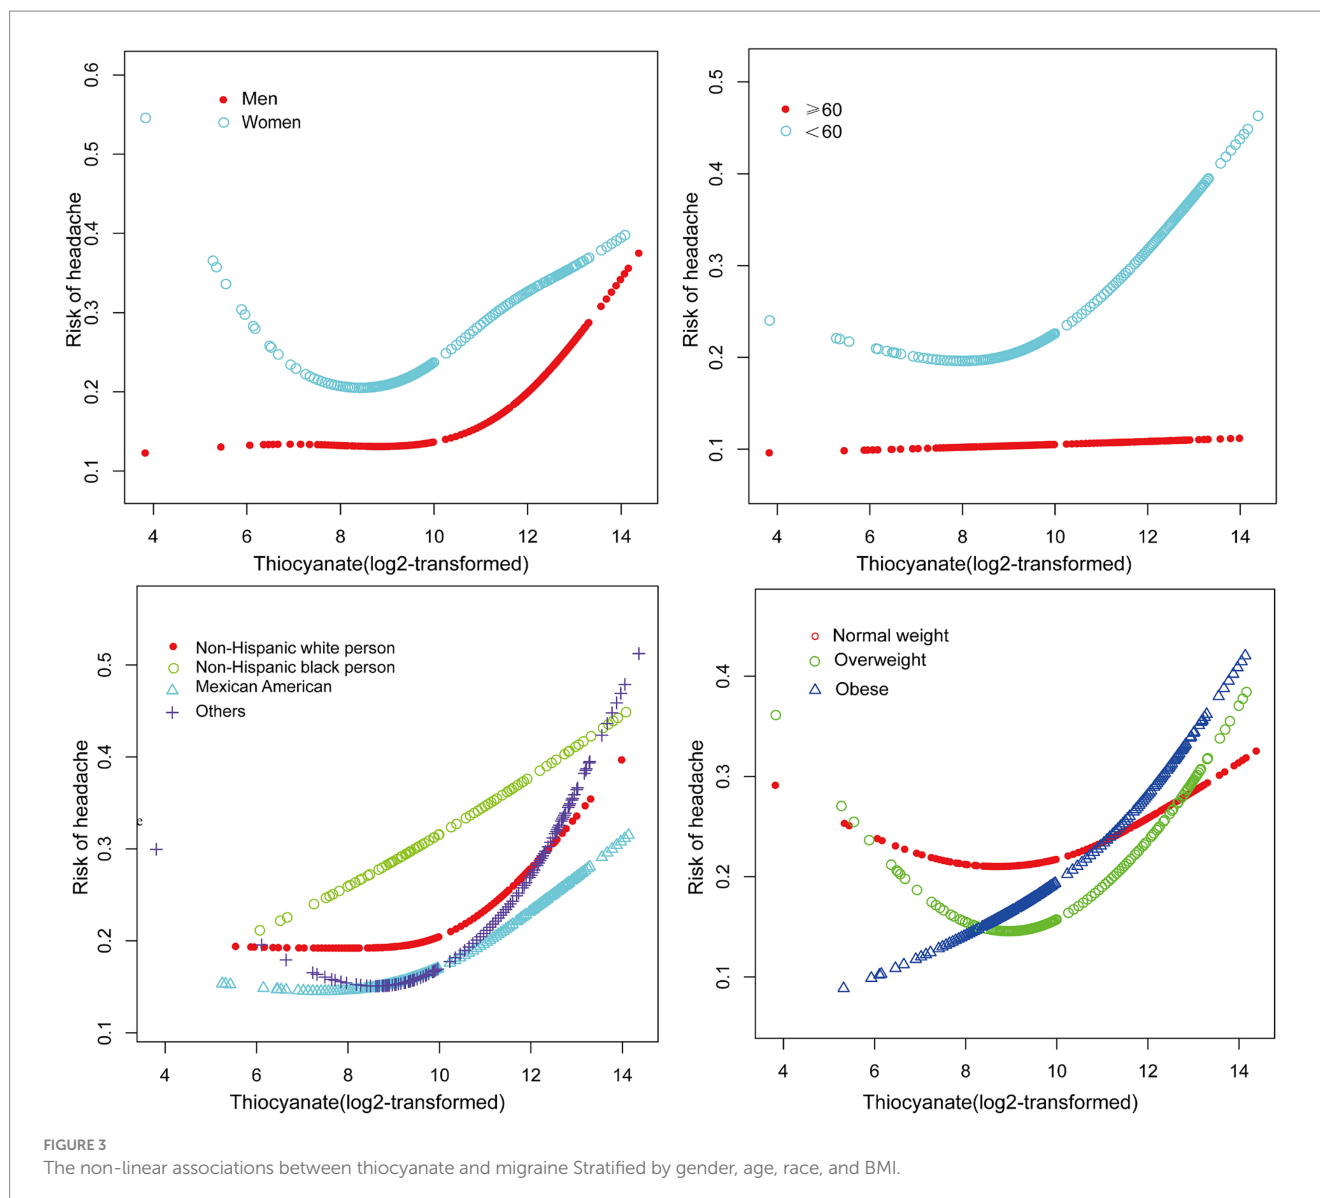 Men
Women
Risk of headache
0.6
0.5
0.4
0.3
0.2
0.1
4 6 8 10 12 14
Thiocyanate(log2-transformed)
≥60
<60
Risk of headache
0.5
0.4
0.3
0.2
0.1
4 6 8 10 12 14
Thiocyanate(log2-transformed)
Non-Hispanic white person
Non-Hispanic black person
Mexican American
Others
Risk of headache
0.5
0.4
0.3
0.2
0.1
e
4 6 8 10 12 14
Thiocyanate(log2-transformed)
Normal weight
Overweight
Obese
Risk of headache
0.4
0.3
0.2
0.1
4 6 8 10 12 14
Thiocyanate(log2-transformed)
FIGURE 3
The non-linear associations between thiocyanate and migraine Stratified by gender, age, race, and BMI.